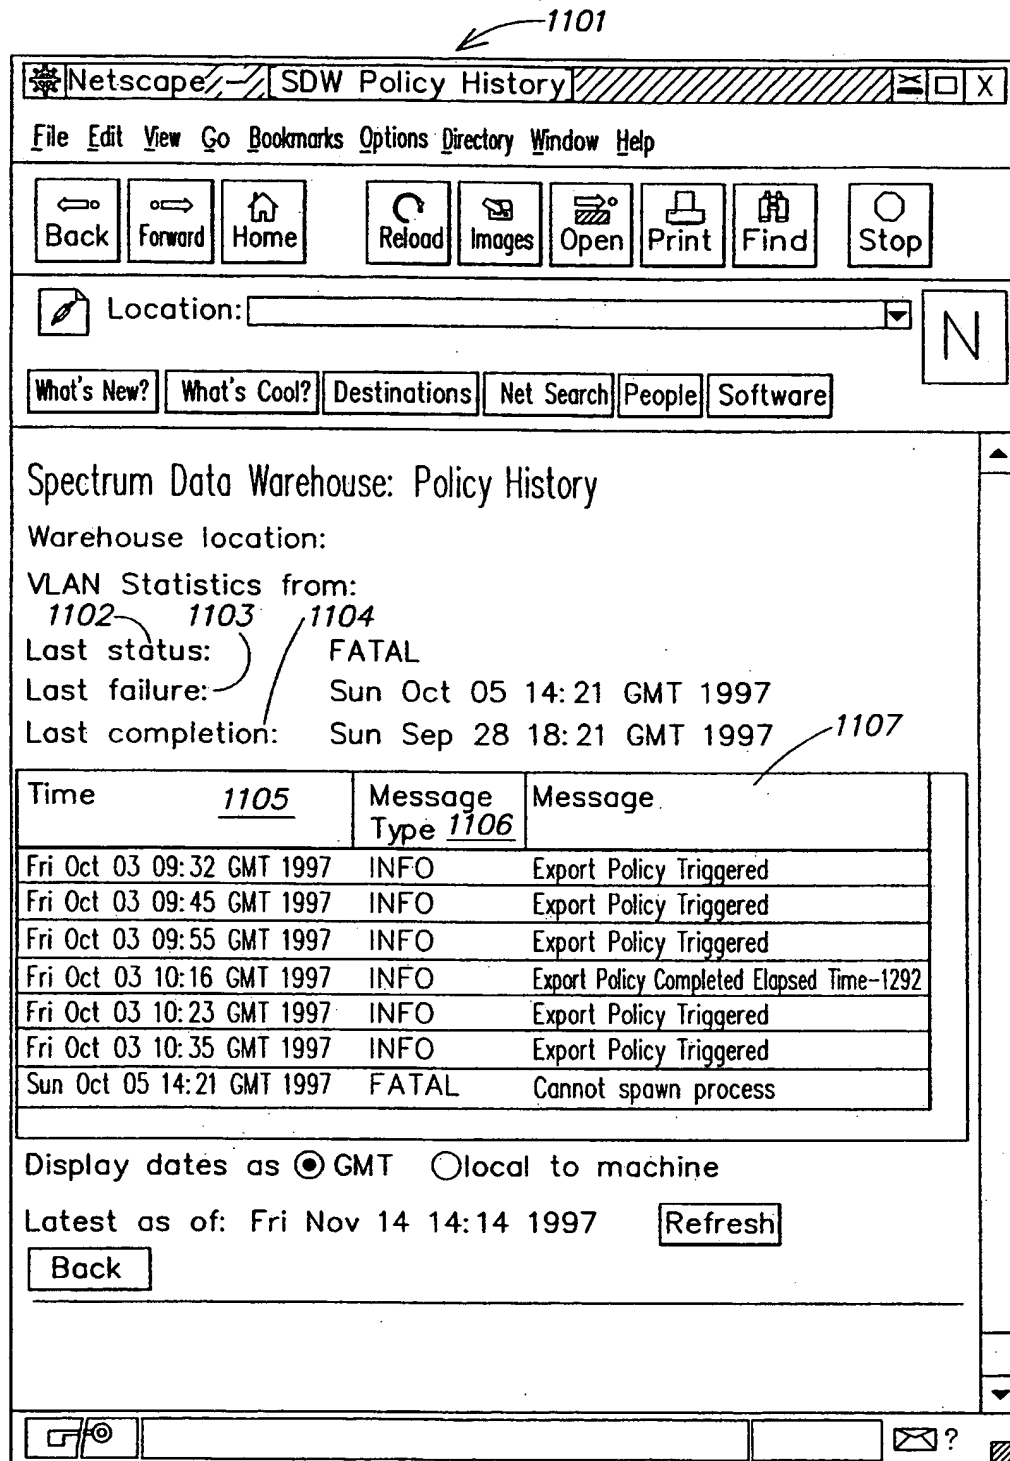 1101
Netscape - SDW Policy History X
File Edit View Go Bookmarks Options Directory Window Help
Back Forward Home Reload Images Open Print Find Stop
Location:
N
What's New? What's Cool? Destinations Net Search People Software
Spectrum Data Warehouse: Policy History
Warehouse location:
VLAN Statistics from:
1102 1103 1104
Last status: FATAL
Last failure: Sun Oct 05 14:21 GMT 1997
Last completion: Sun Sep 28 18:21 GMT 1997
1107
Time 1105 Message Type 1106 Message
Fri Oct 03 09:32 GMT 1997 INFO Export Policy Triggered
Fri Oct 03 09:45 GMT 1997 INFO Export Policy Triggered
Fri Oct 03 09:55 GMT 1997 INFO Export Policy Triggered
Fri Oct 03 10:16 GMT 1997 INFO Export Policy Completed Elapsed Time-1292
Fri Oct 03 10:23 GMT 1997 INFO Export Policy Triggered
Fri Oct 03 10:35 GMT 1997 INFO Export Policy Triggered
Sun Oct 05 14:21 GMT 1997 FATAL Cannot spawn process
Display dates as GMT local to machine
Latest as of: Fri Nov 14 14:14 1997 Refresh
Back
?